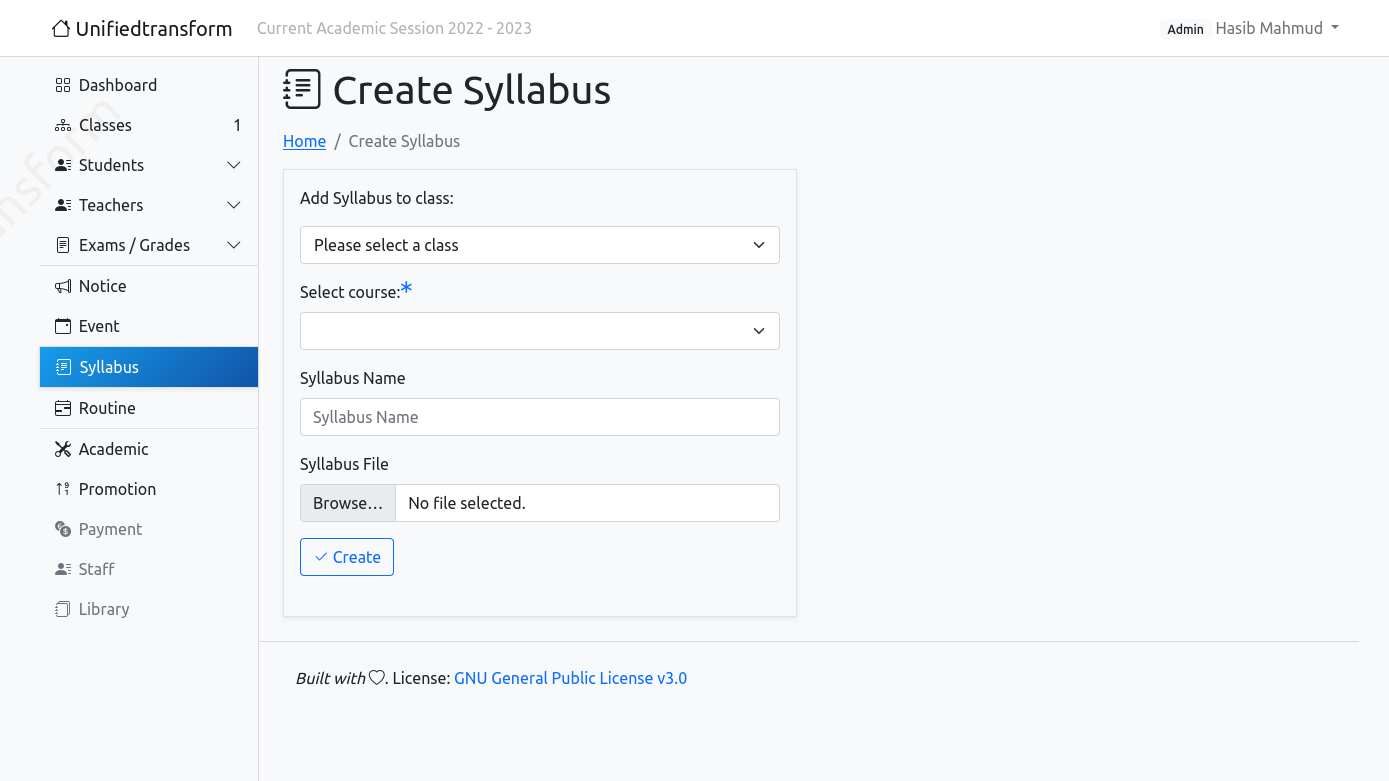 Unifiedtransform Current Academic Session 2022 - 2023 Admin Hasib Mahmud
Dashboard
Classes 1
Students
Teachers
Exams / Grades
Notice
Event
Syllabus
Routine
Academic
Promotion
Payment
Staff
Library
Create Syllabus
Home / Create Syllabus
Add Syllabus to class:
Please select a class
Select course:*
Syllabus Name
Syllabus Name
Syllabus File
Browse... No file selected.
Create
Built with ♡. License: GNU General Public License v3.0